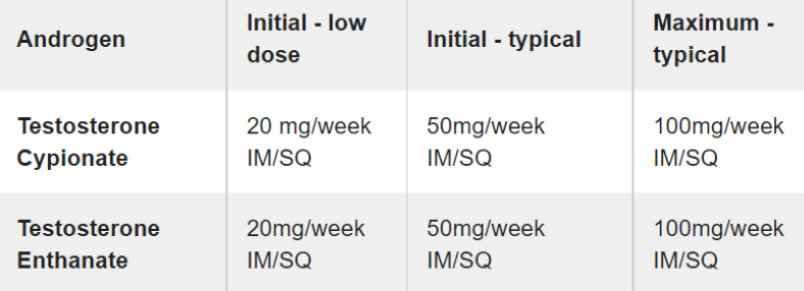 Androgen
Initial - low
dose
Initial - typical
Maximum -
typical
Testosterone
Cypionate
20 mg/week
IM/SQ
50mg/week
IM/SQ
100mg/week
IM/SQ
Testosterone
Enthanate
20mg/week
IM/SQ
50mg/week
IM/SQ
100mg/week
IM/SQ